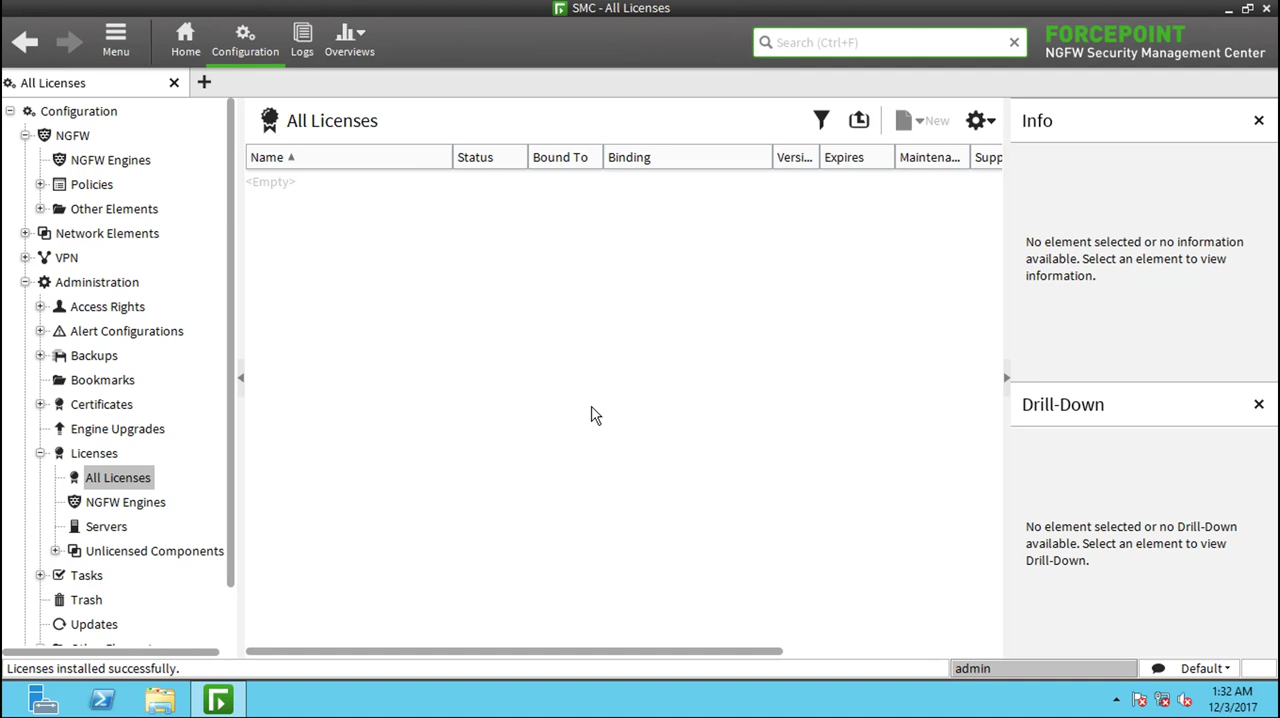 SMC - All Licenses
Menu
Home
Configuration
Logs
Overviews
Search (Ctrl+F)
FORCEPOINT
NGFW Security Management Center
All Licenses
Configuration
NGFW
NGFW Engines
Policies
Other Elements
Network Elements
VPN
Administration
Access Rights
Alert Configurations
Backups
Bookmarks
Certificates
Engine Upgrades
Licenses
All Licenses
NGFW Engines
Servers
Unlicensed Components
Tasks
Trash
Updates
All Licenses
New
Name Status Bound To Binding Versi... Expires Maintena... Supp
<Empty>
Info
No element selected or no information
available. Select an element to view
information.
Drill-Down
No element selected or no Drill-Down
available. Select an element to view
Drill-Down.
Licenses installed successfully.
admin
Default
1:32 AM
12/3/2017